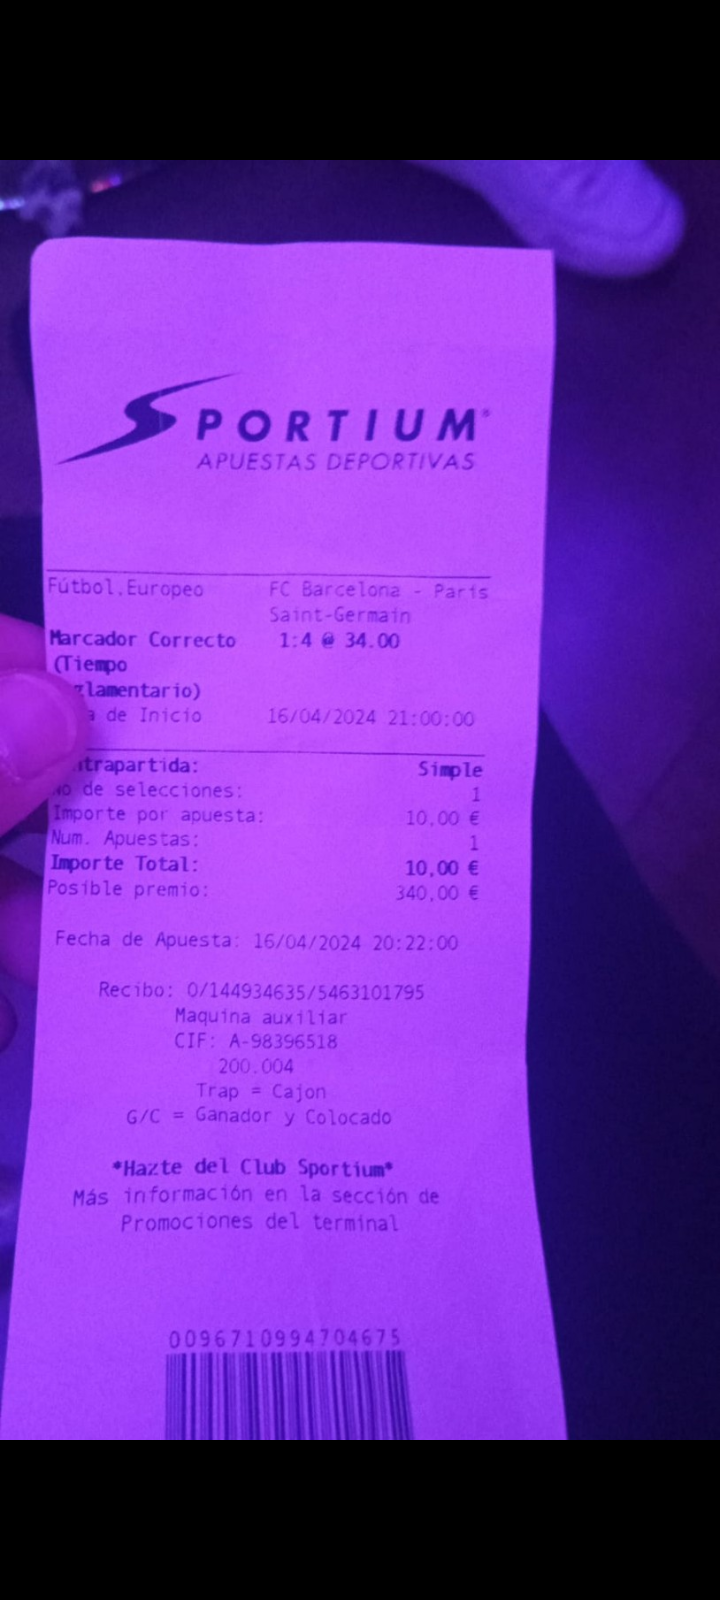 SPORTIUM®
APUESTAS DEPORTIVAS
Fútbol.Europeo FC Barcelona - Paris
Saint-Germain
Marcador Correcto 1:4 @ 34.00
(Tiempo
glamentario)
a de Inicio 16/04/2024 21:00:00
trapartida: Simple
No de selecciones: 1
Importe por apuesta: 10,00 €
Num. Apuestas: 1
Importe Total: 10,00 €
Posible premio: 340,00 €
Fecha de Apuesta: 16/04/2024 20:22:00
Recibo: 0/144934635/5463101795
Maquina auxiliar
CIF: A-98396518
200.004
Trap = Cajon
G/C = Ganador y Colocado
*Hazte del Club Sportium*
Más información en la sección de
Promociones del terminal
0096710994704675